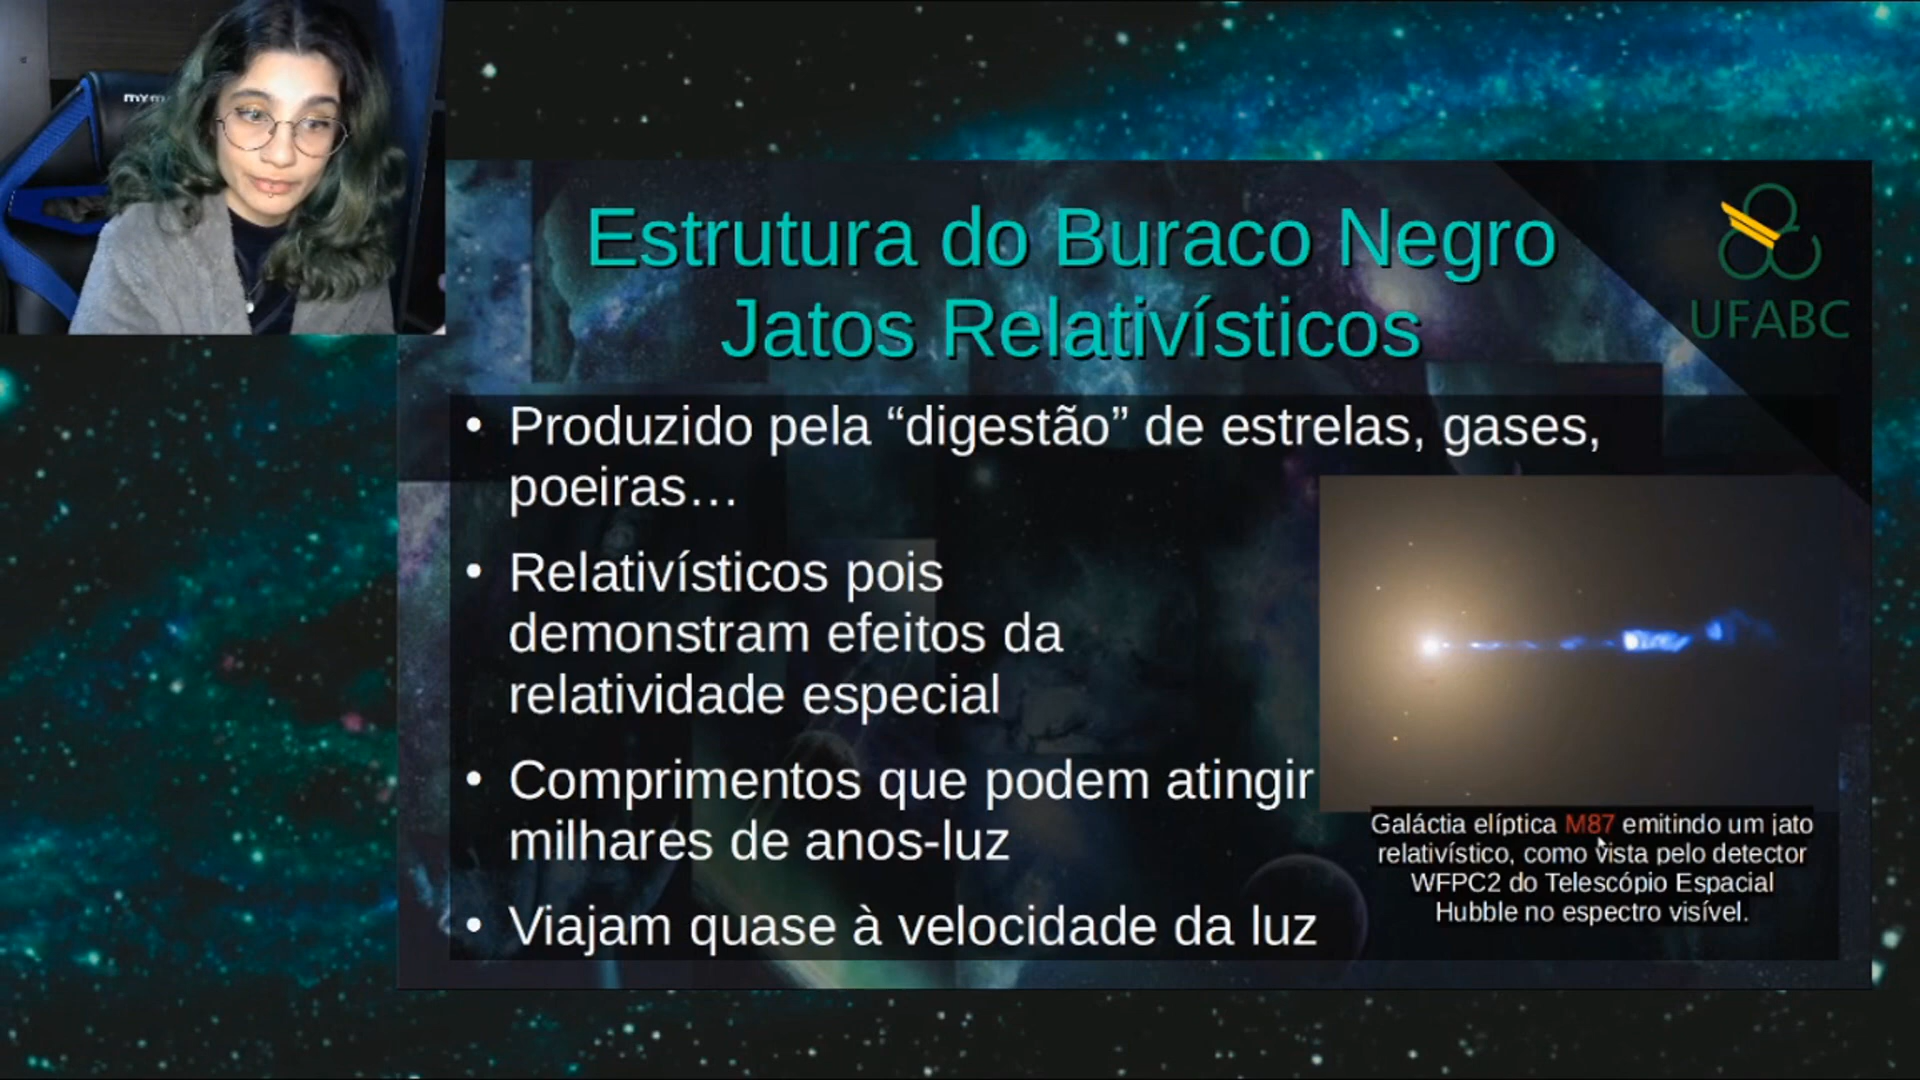 Estrutura do Buraco Negro
Jatos Relativísticos
UFABC
• Produzido pela “digestão” de estrelas, gases,
poeiras…
• Relativísticos pois
demonstram efeitos da
relatividade especial
• Comprimentos que podem atingir
milhares de anos-luz
• Viajam quase à velocidade da luz
Galáctia elíptica M87 emitindo um jato
relativístico, como vista pelo detector
WFPC2 do Telescópio Espacial
Hubble no espectro visível.